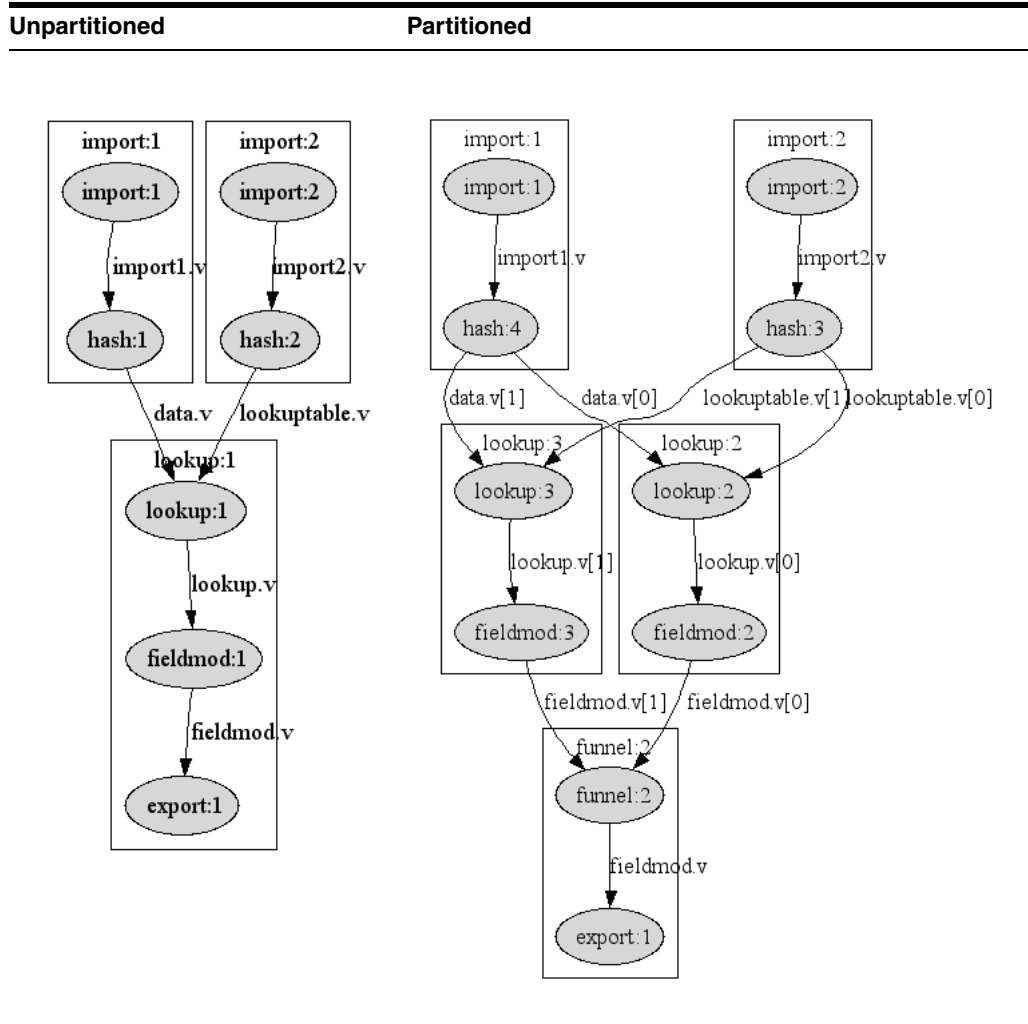 Unpartitioned
Partitioned
import:1
import:1
import1.v
hash:1
import:2
import:2
import2.v
hash:2
data.v
lookuptable.v
lookup:1
lookup:1
lookup.v
fieldmod:1
fieldmod.v
export:1
import:1
import:1
import1.v
hash:4
import:2
import:2
import2.v
hash:3
data.v[1]
data.v[0]
lookuptable.v[1]
lookuptable.v[0]
lookup:3
lookup:3
lookup.v[1]
fieldmod:3
lookup:2
lookup:2
lookup.v[0]
fieldmod:2
fieldmod.v[1]
fieldmod.v[0]
funnel:2
funnel:2
fieldmod.v
export:1